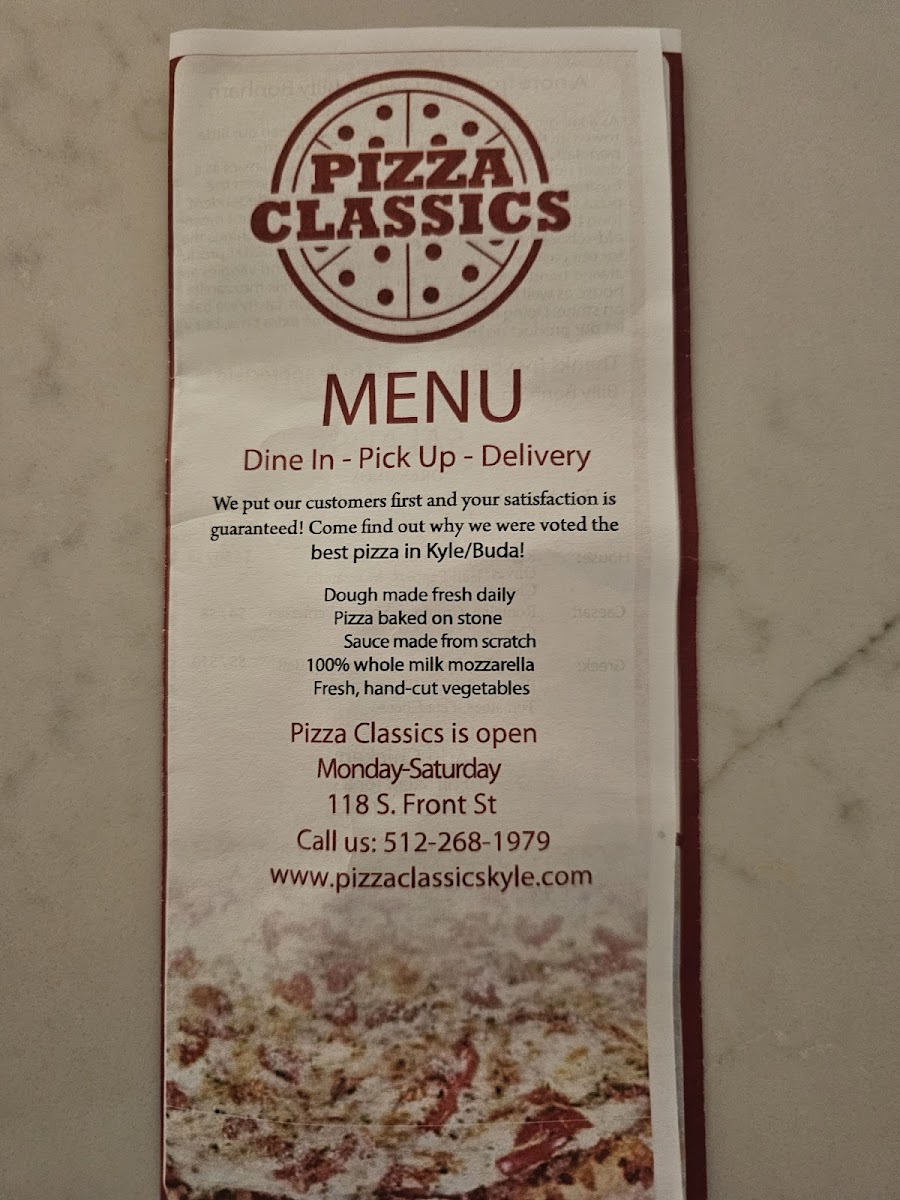 PIZZA
CLASSICS
MENU
Dine In - Pick Up - Delivery
We put our customers first and your satisfaction is
guaranteed! Come find out why we were voted the
best pizza in Kyle/Buda!
Dough made fresh daily
Pizza baked on stone
Sauce made from scratch
100% whole milk mozzarella
Fresh, hand-cut vegetables
Pizza Classics is open
Monday-Saturday
118 S. Front St
Call us: 512-268-1979
www.pizzaclassicskyle.com